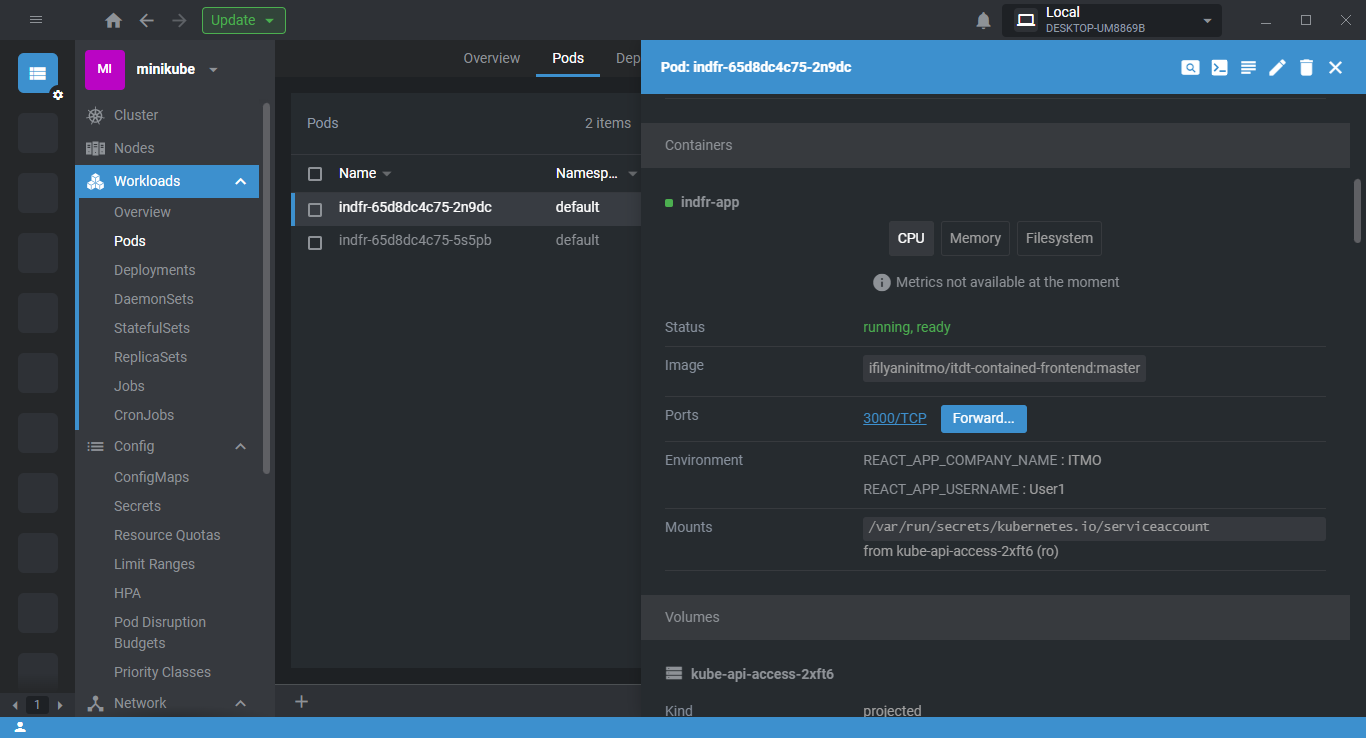 Update
Local
DESKTOP-UM8869B
MI
minikube
Cluster
Nodes
Workloads
Overview
Pods
Deployments
DaemonSets
StatefulSets
ReplicaSets
Jobs
CronJobs
Config
ConfigMaps
Secrets
Resource Quotas
Limit Ranges
HPA
Pod Disruption
Budgets
Priority Classes
Network
1
Overview Pods Dep
Pods 2 items
Name Namesp...
indfr-65d8dc4c75-2n9dc default
indfr-65d8dc4c75-5s5pb default
Pod: indfr-65d8dc4c75-2n9dc
Containers
indfr-app
CPU Memory Filesystem
Metrics not available at the moment
Status running, ready
Image ifilyaninitmo/itdt-contained-frontend:master
Ports 3000/TCP Forward...
Environment REACT_APP_COMPANY_NAME : ITMO
REACT_APP_USERNAME : User1
Mounts /var/run/secrets/kubernetes.io/serviceaccount
from kube-api-access-2xft6 (ro)
Volumes
kube-api-access-2xft6
Kind projected